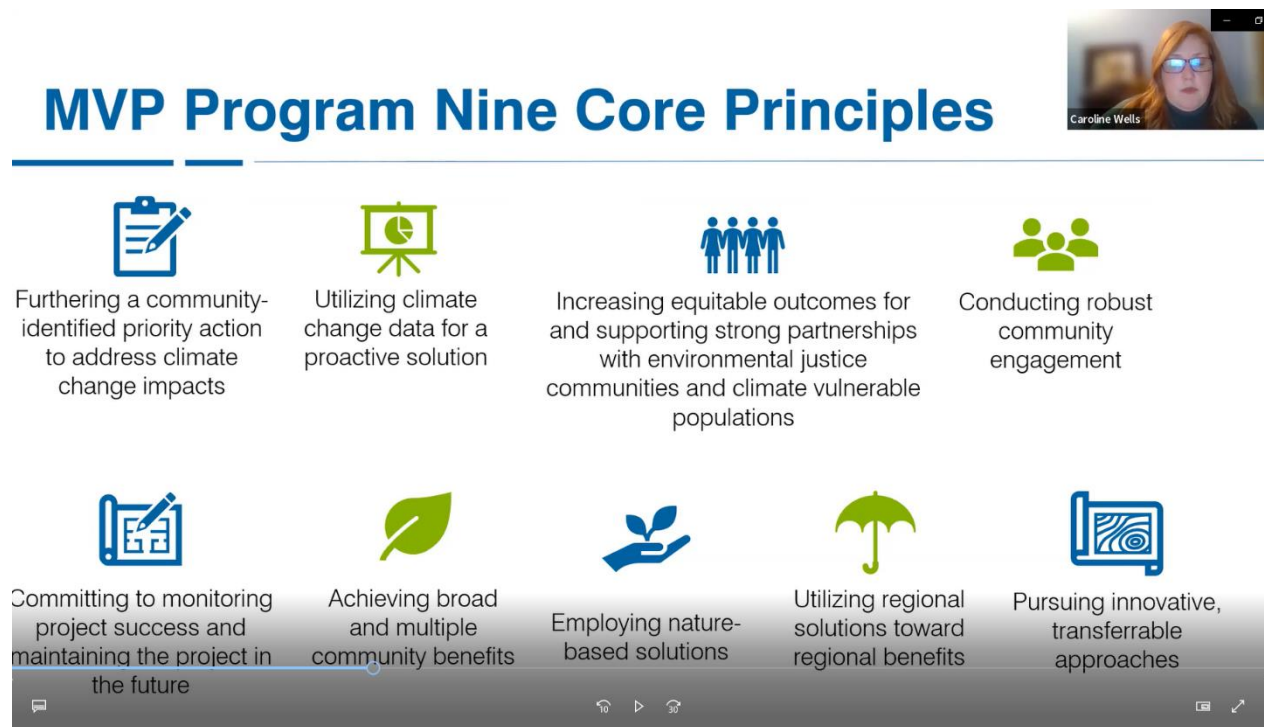 MVP Program Nine Core Principles
Caroline Wells
Furthering a community-
identified priority action
to address climate
change impacts
Utilizing climate
change data for a
proactive solution
Increasing equitable outcomes for
and supporting strong partnerships
with environmental justice
communities and climate vulnerable
populations
Conducting robust
community
engagement
Committing to monitoring
project success and
maintaining the project in
the future
Achieving broad
and multiple
community benefits
Employing nature-
based solutions
Utilizing regional
solutions toward
regional benefits
Pursuing innovative,
transferrable
approaches
10
30